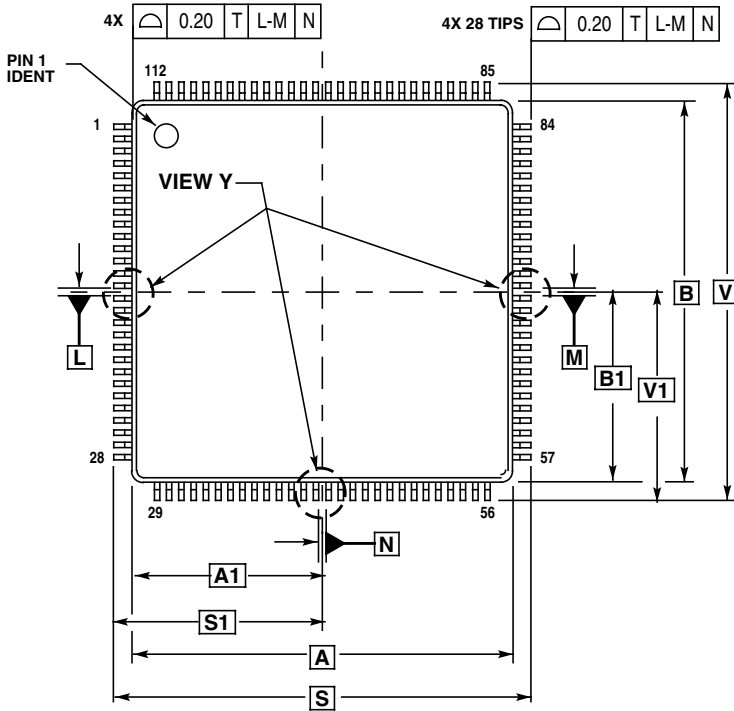 4X ⌓ 0.20 T L-M N
4X 28 TIPS ⌓ 0.20 T L-M N
PIN 1
IDENT
112
85
1
84
VIEW Y
B
V
L
M
B1
V1
28
57
29
56
N
A1
S1
A
S